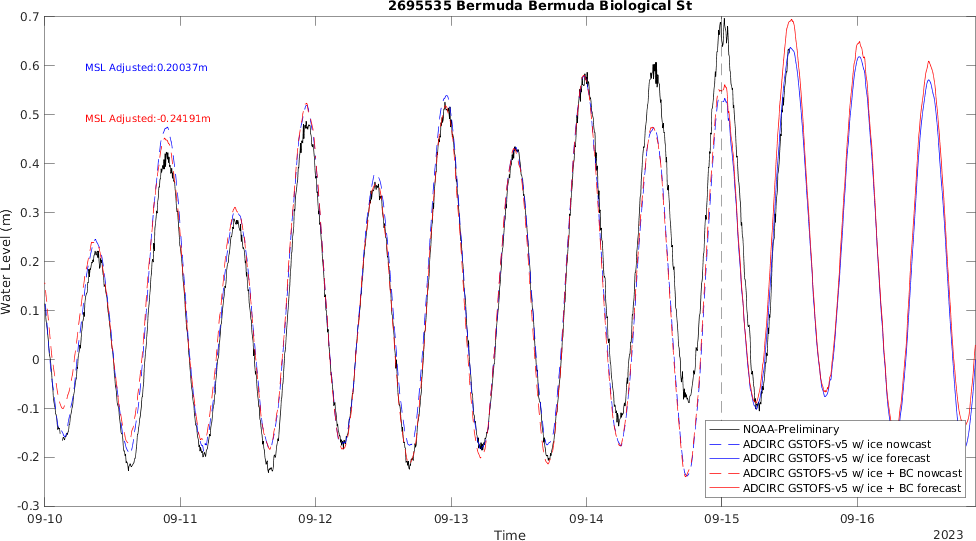 2695535 Bermuda Bermuda Biological St
0.7
0.6
0.5
0.4
0.3
0.2
0.1
0
-0.1
-0.2
-0.3
Water Level (m)
MSL Adjusted:0.20037m
MSL Adjusted:-0.24191m
NOAA-Preliminary
ADCIRC GSTOFS-v5 w/ ice nowcast
ADCIRC GSTOFS-v5 w/ ice forecast
ADCIRC GSTOFS-v5 w/ ice + BC nowcast
ADCIRC GSTOFS-v5 w/ ice + BC forecast
09-10 09-11 09-12 09-13 09-14 09-15 09-16
Time
2023